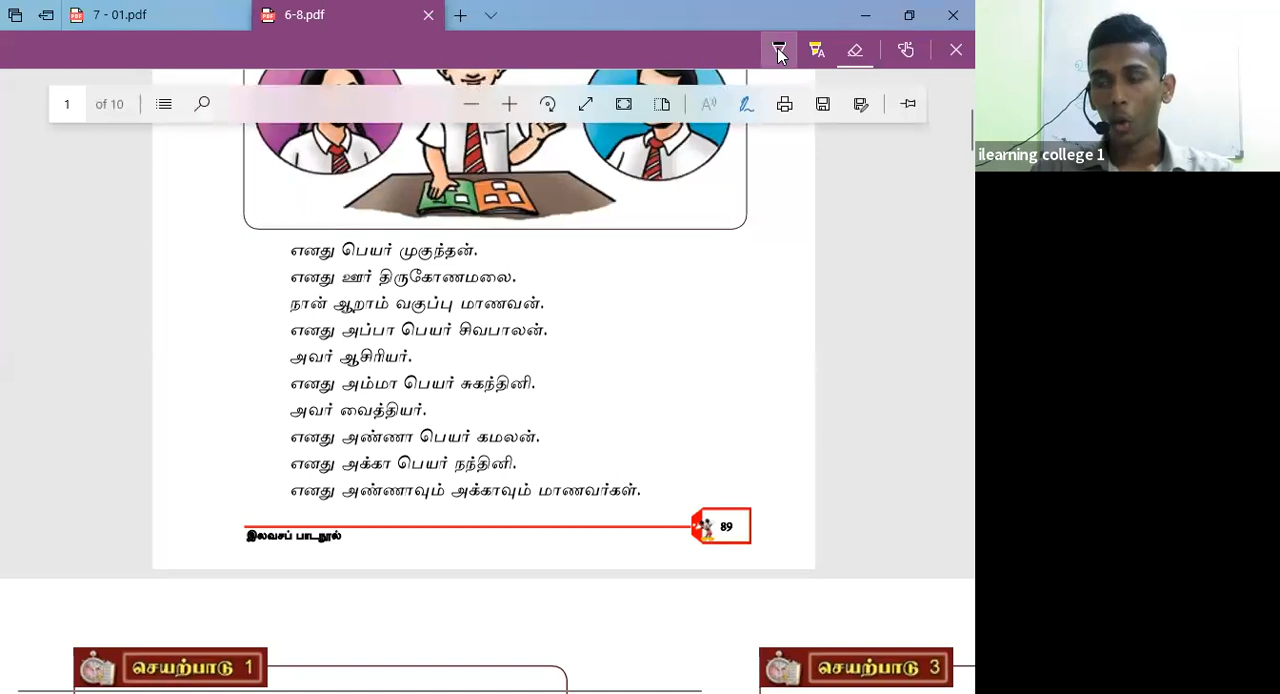 7 - 01.pdf
6-8.pdf
1 of 10
எனது பெயர் முகுந்தன்.
எனது ஊர் திருகோணமலை.
நான் ஆறாம் வகுப்பு மாணவன்.
எனது அப்பா பெயர் சிவபாலன்.
அவர் ஆசிரியர்.
எனது அம்மா பெயர் சுகந்தினி.
அவர் வைத்தியர்.
எனது அண்ணா பெயர் கமலன்.
எனது அக்கா பெயர் நந்தினி.
எனது அண்ணாவும் அக்காவும் மாணவர்கள்.
இலவசப் பாடநூல்
89
செயற்பாடு 1
செயற்பாடு 3
ilearning college 1